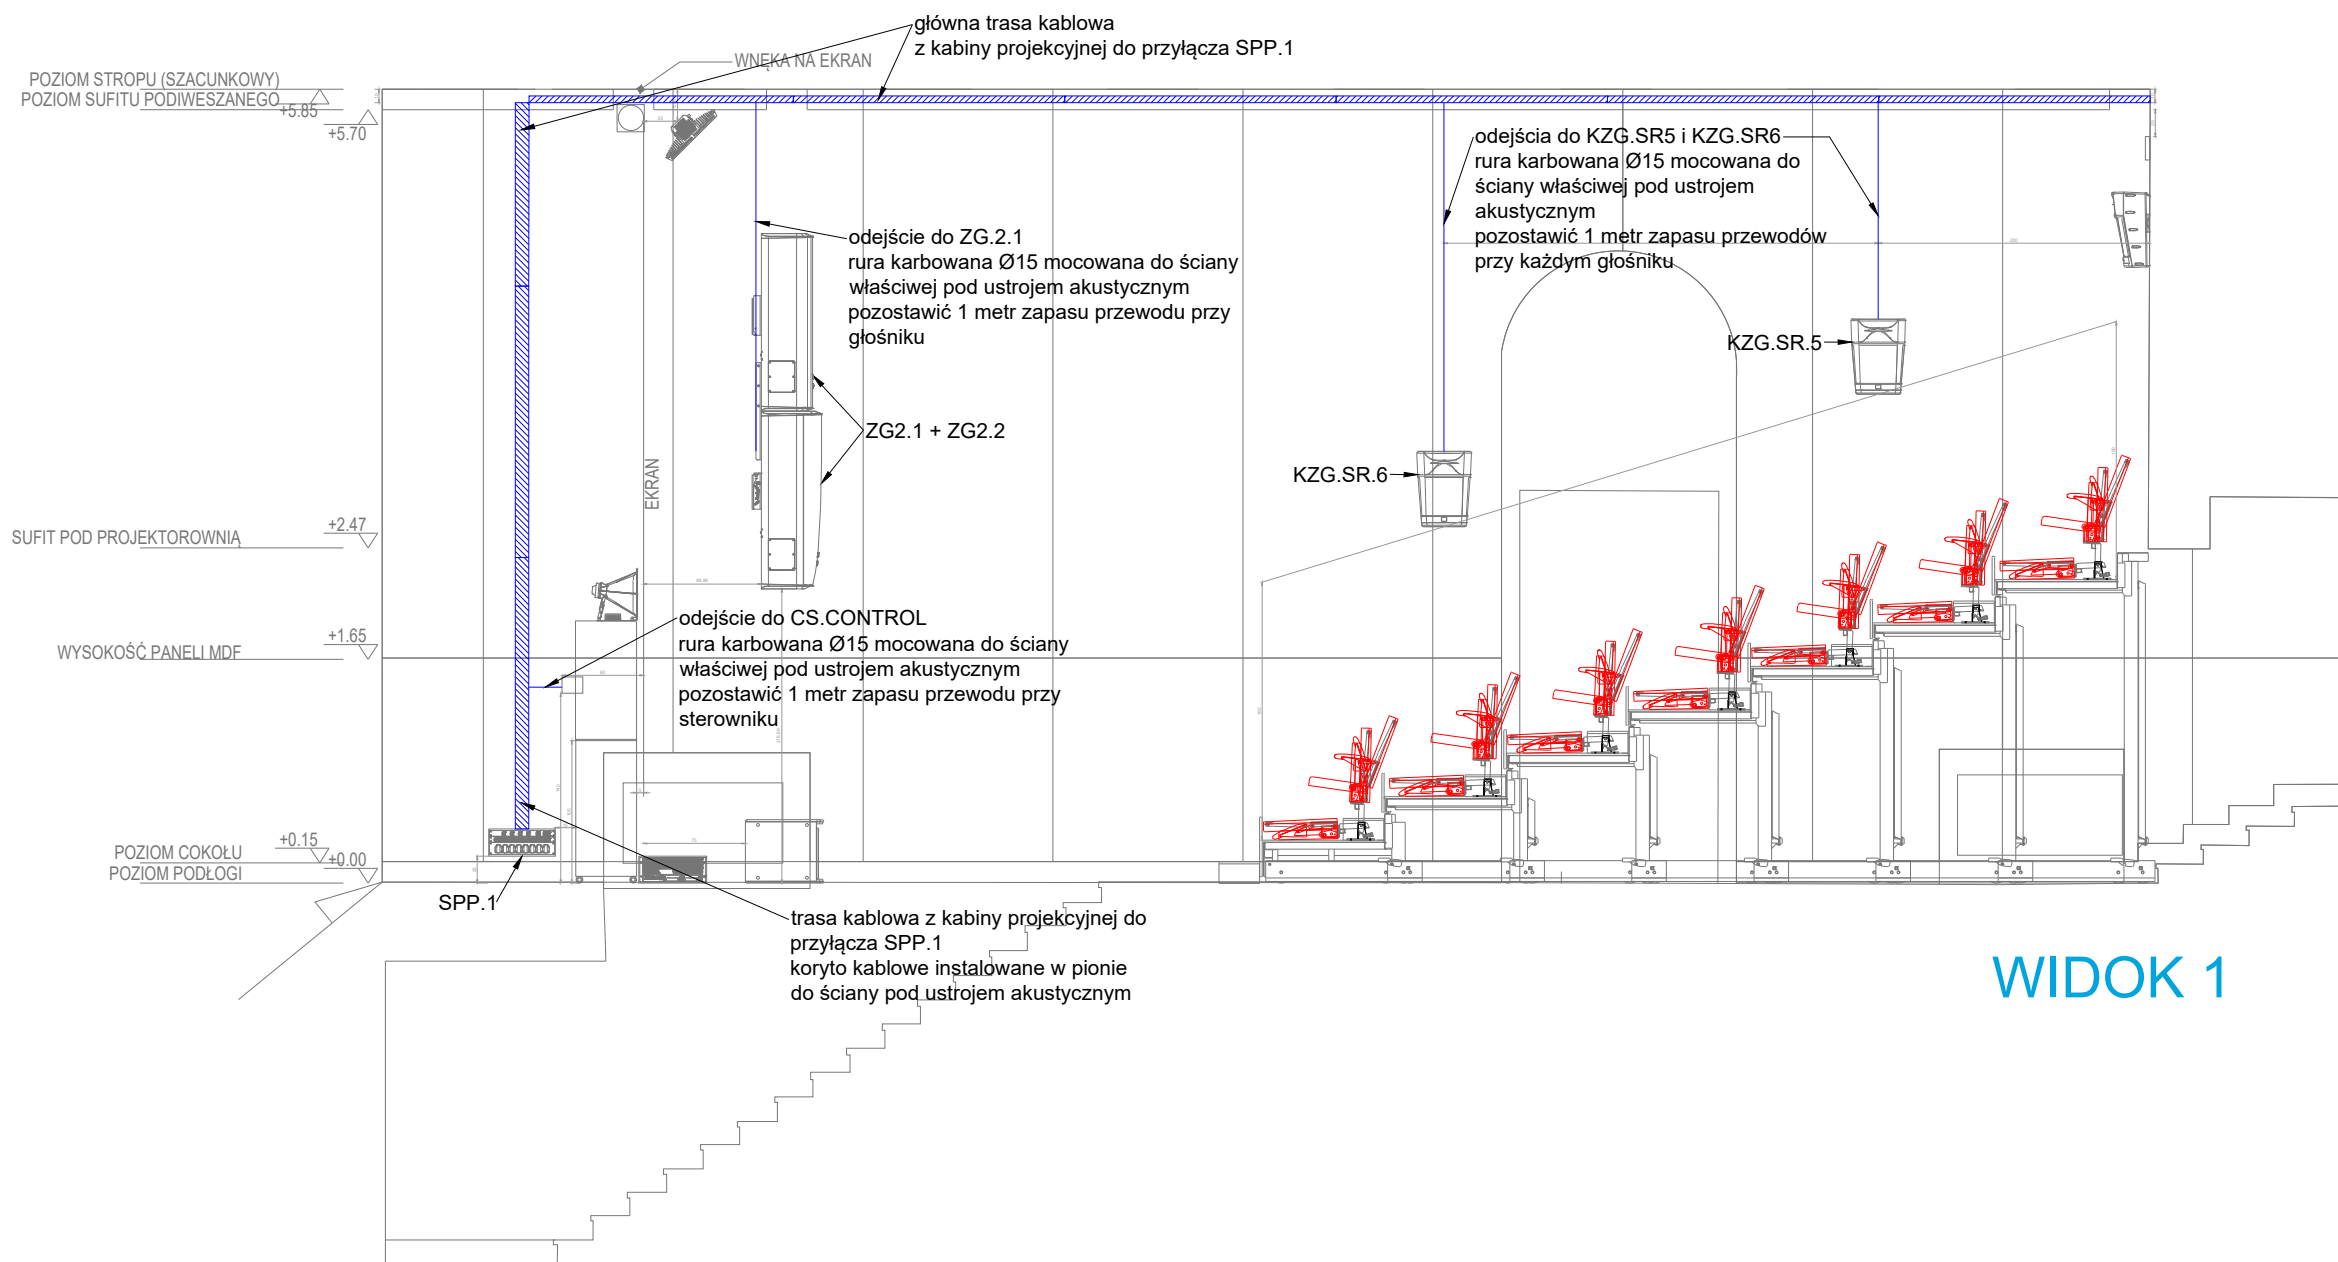 główna trasa kablowa
z kabiny projekcyjnej do przyłącza SPP.1
WNĘKA NA EKRAN
POZIOM STROPU (SZACUNKOWY)
POZIOM SUFITU PODIWESZANEGO
+5.85
+5.70
odejścia do KZG.SR5 i KZG.SR6
rura karbowana Ø15 mocowana do
ściany właściwej pod ustrojem
akustycznym
pozostawić 1 metr zapasu przewodów
przy każdym głośniku
odejście do ZG.2.1
rura karbowana Ø15 mocowana do ściany
właściwej pod ustrojem akustycznym
pozostawić 1 metr zapasu przewodu przy
głośniku
KZG.SR.5
ZG2.1 + ZG2.2
KZG.SR.6
EKRAN
SUFIT POD PROJEKTOROWNIĄ
+2.47
odejście do CS.CONTROL
rura karbowana Ø15 mocowana do ściany
właściwej pod ustrojem akustycznym
pozostawić 1 metr zapasu przewodu przy
sterowniku
WYSOKOŚĆ PANELI MDF
+1.65
POZIOM COKOŁU
+0.15
POZIOM PODŁOGI
+0.00
SPP.1
trasa kablowa z kabiny projekcyjnej do
przyłącza SPP.1
koryto kablowe instalowane w pionie
do ściany pod ustrojem akustycznym
WIDOK 1